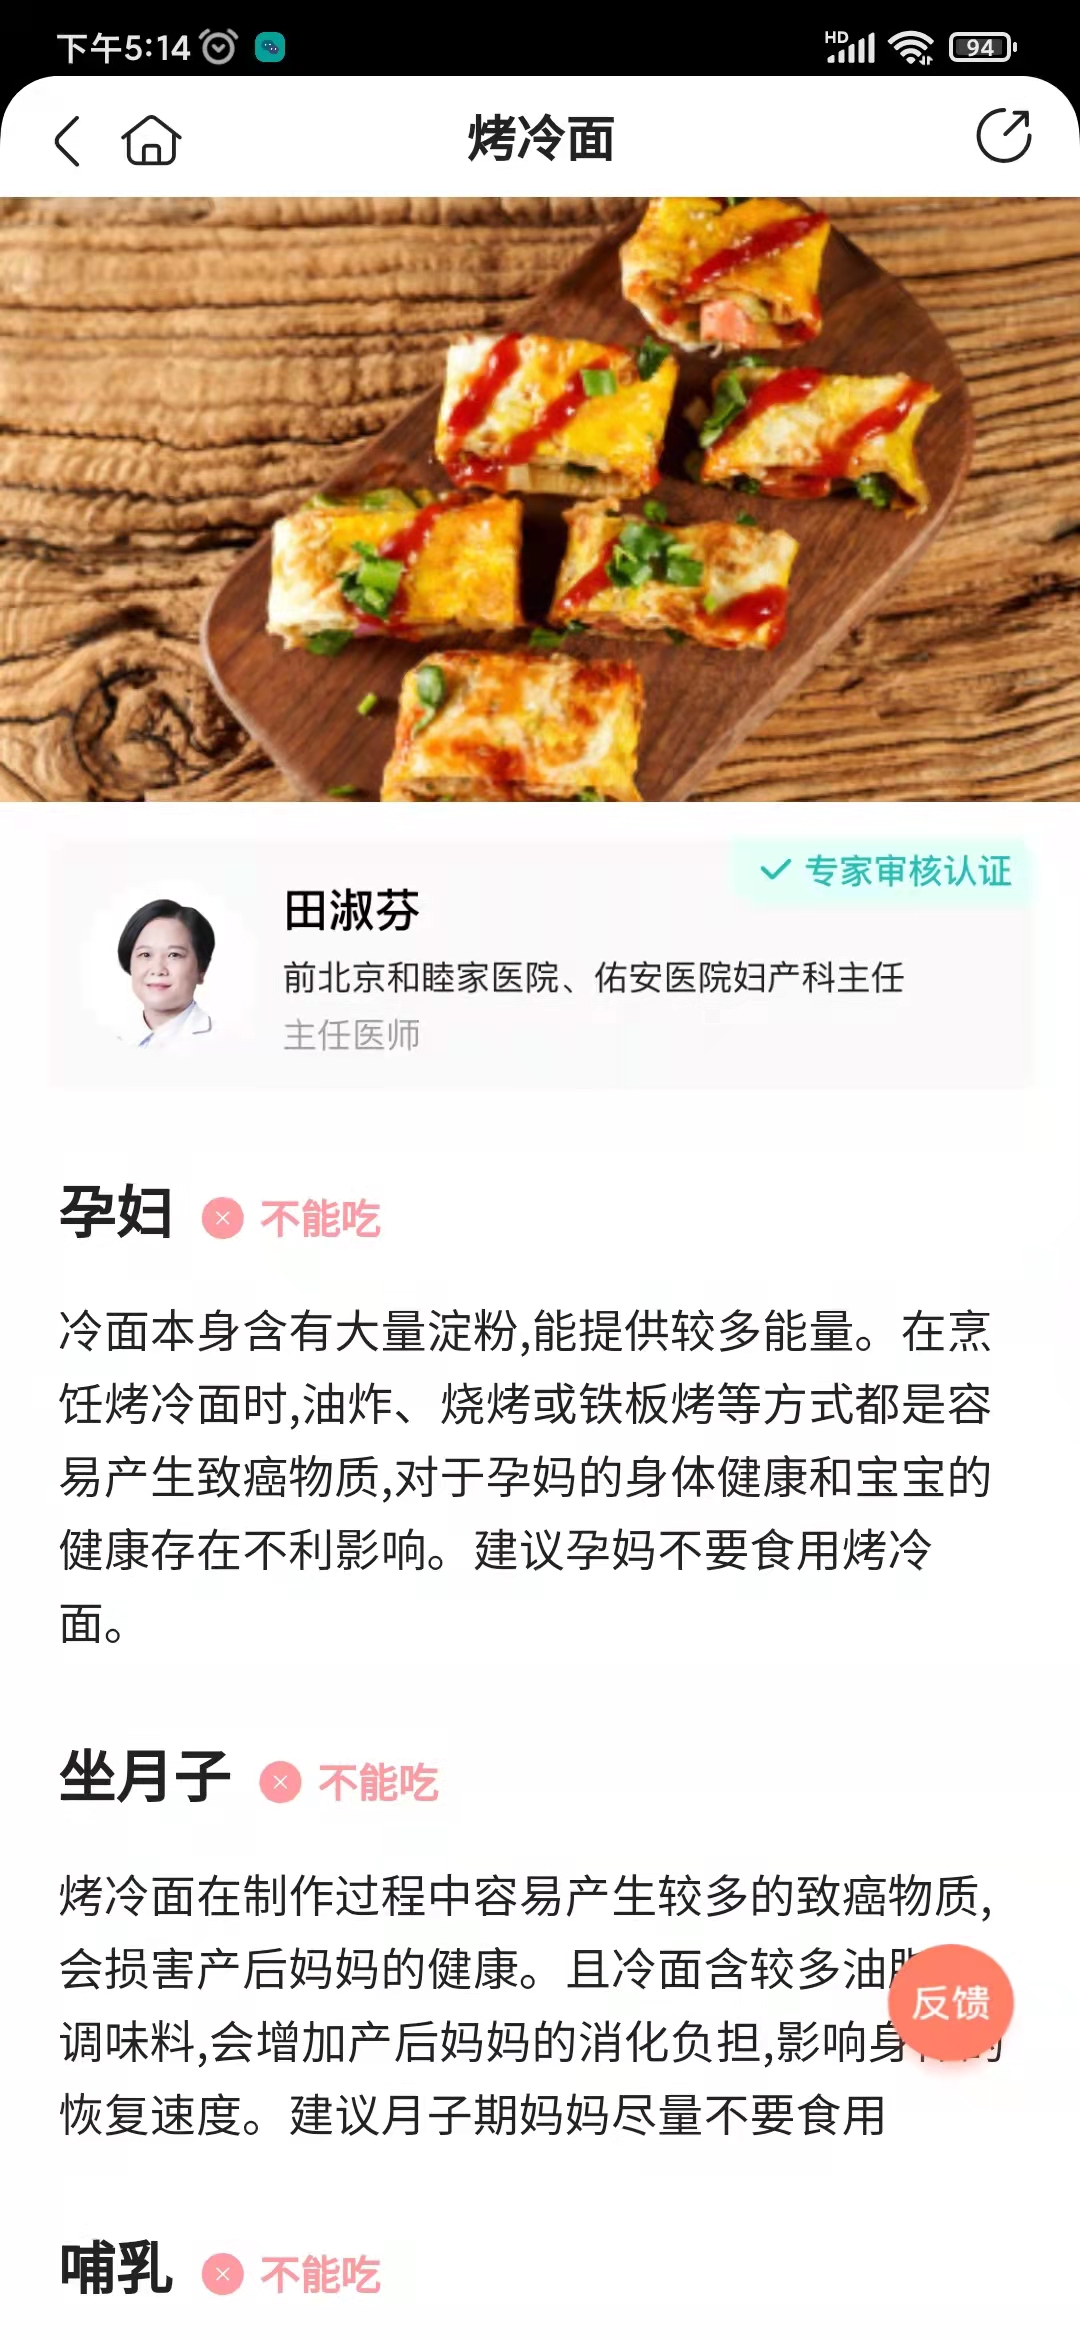 下午5:14
HD
94
烤冷面
专家审核认证
田淑芬
前北京和睦家医院、佑安医院妇产科主任
主任医师
孕妇 不能吃
冷面本身含有大量淀粉,能提供较多能量。在烹
饪烤冷面时,油炸、烧烤或铁板烤等方式都是容
易产生致癌物质,对于孕妈的身体健康和宝宝的
健康存在不利影响。建议孕妈不要食用烤冷
面。
坐月子 不能吃
烤冷面在制作过程中容易产生较多的致癌物质,
会损害产后妈妈的健康。且冷面含较多油
反馈
调味料,会增加产后妈妈的消化负担,影响身
恢复速度。建议月子期妈妈尽量不要食用
哺乳 不能吃